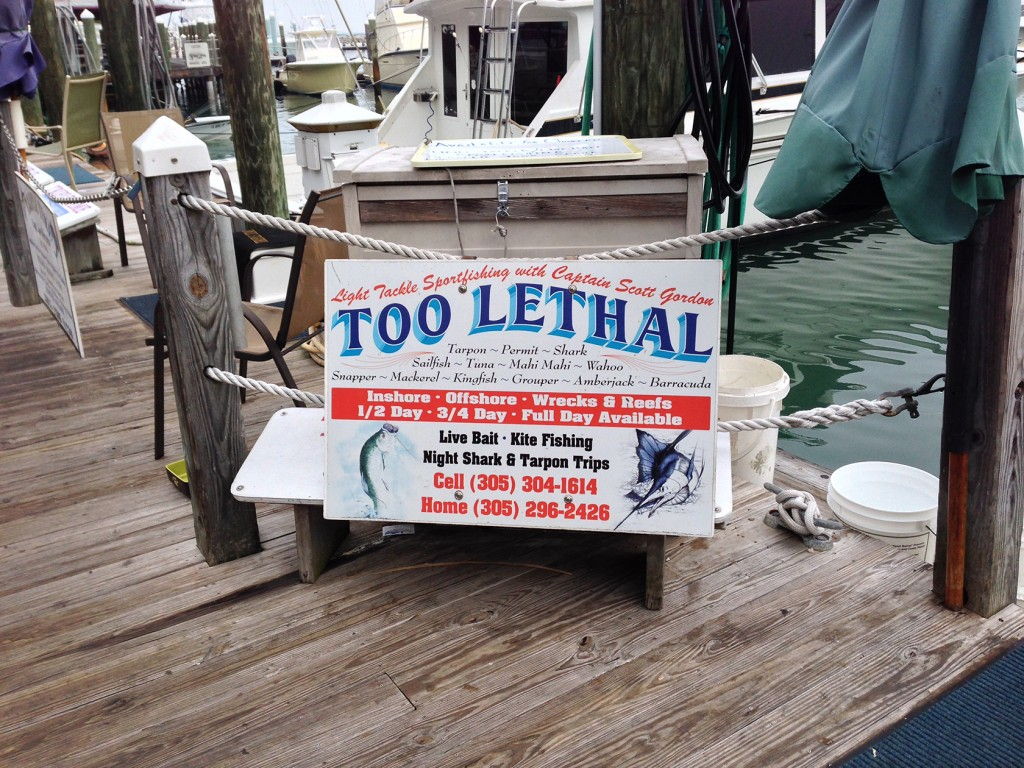 Light Tackle Sportfishing with Captain Scott Gordon
TOO LETHAL
Tarpon ~ Permit ~ Shark
Sailfish ~ Tuna ~ Mahi Mahi ~ Wahoo
Snapper ~ Mackerel ~ Kingfish ~ Grouper ~ Amberjack ~ Barracuda
Inshore · Offshore · Wrecks & Reefs
1/2 Day · 3/4 Day · Full Day Available
Live Bait · Kite Fishing
Night Shark & Tarpon Trips
Cell (305) 304-1614
Home (305) 296-2426